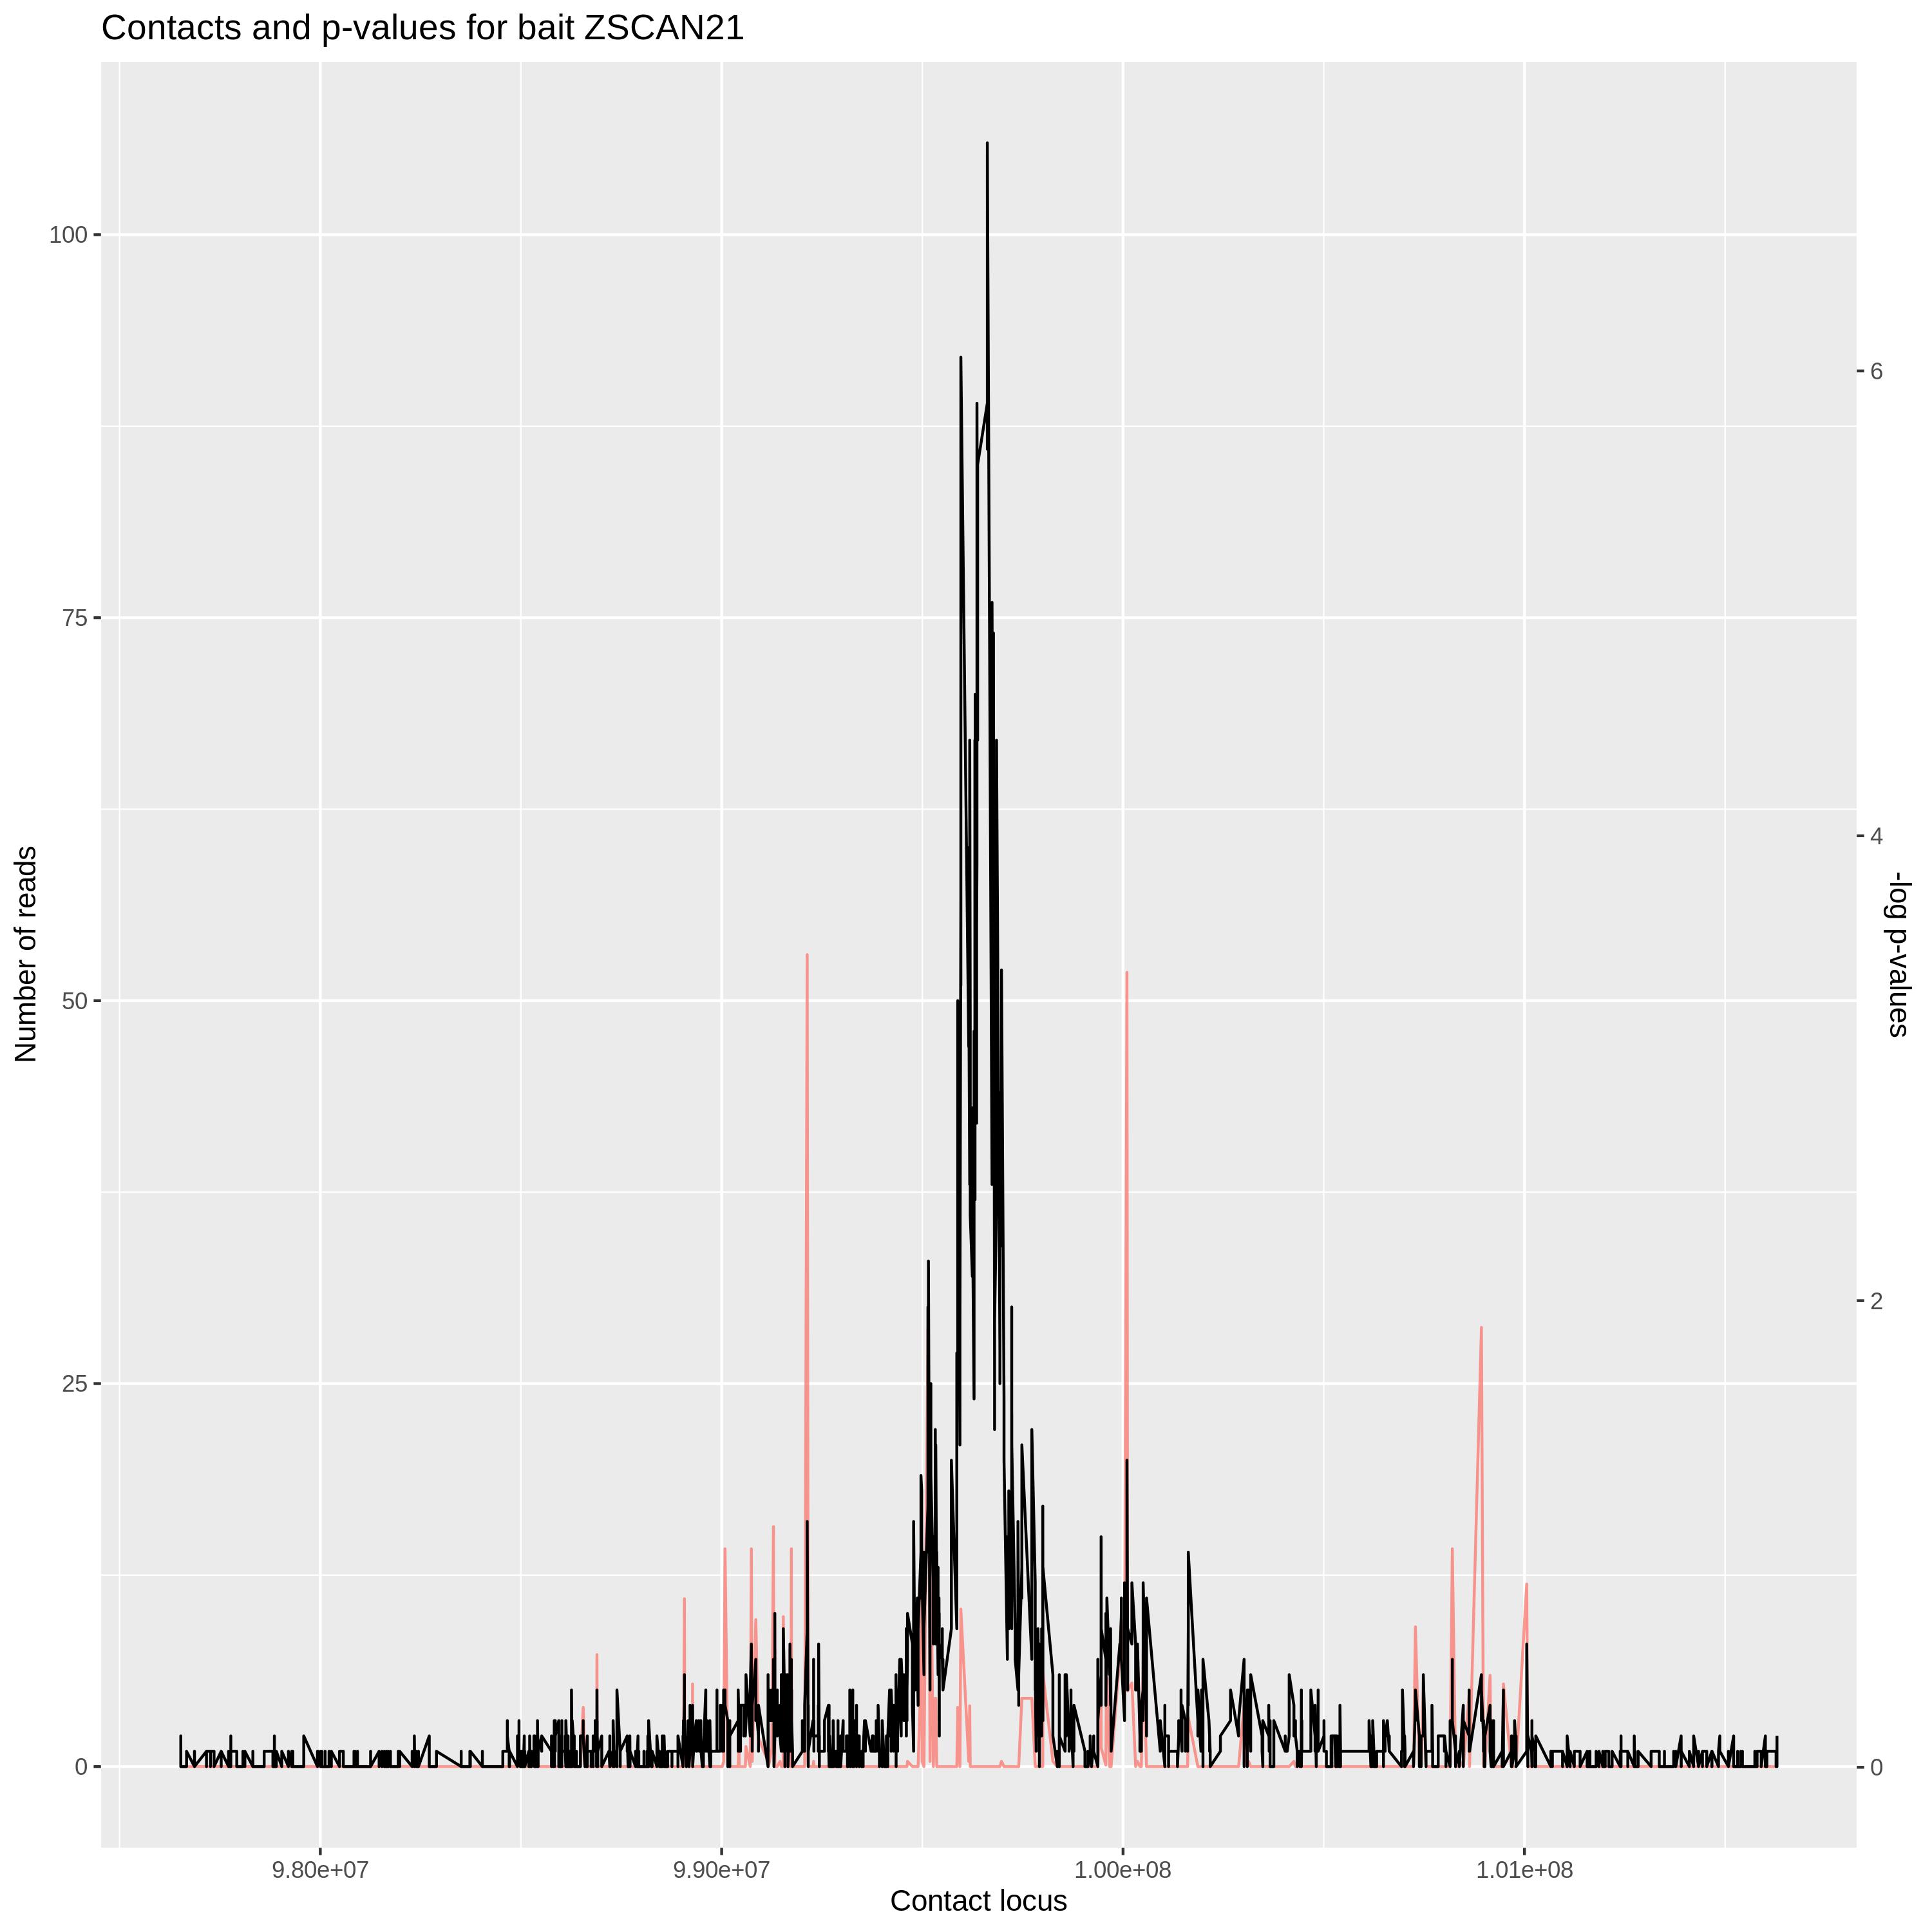 Contacts and p-values for bait ZSCAN21
Number of reads
100
75
50
25
0
6
4
2
0
-log p-values
9.80e+07
9.90e+07
1.00e+08
1.01e+08
Contact locus